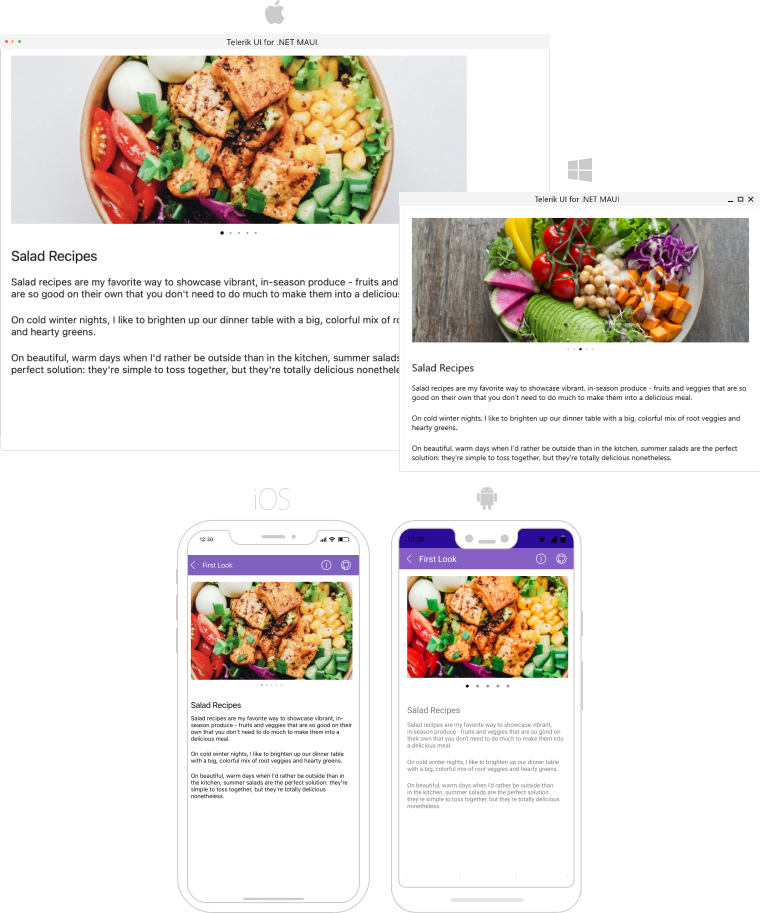 Telerik UI for .NET MAUI
Salad Recipes
Salad recipes are my favorite way to showcase vibrant, in-season produce - fruits and
are so good on their own that you don't need to do much to make them into a delicious
On cold winter nights, I like to brighten up our dinner table with a big, colorful mix of ro
and hearty greens.
On beautiful, warm days when I'd rather be outside than in the kitchen, summer salads
perfect solution: they're simple to toss together, but they're totally delicious nonethele
Telerik UI for .NET MAUI
Salad Recipes
Salad recipes are my favorite way to showcase vibrant, in-season produce - fruits and veggies that are so
good on their own that you don't need to do much to make them into a delicious meal.
On cold winter nights, I like to brighten up our dinner table with a big, colorful mix of root veggies and
hearty greens.
On beautiful, warm days when I'd rather be outside than in the kitchen, summer salads are the perfect
solution: they're simple to toss together, but they're totally delicious nonetheless.
iOS
12:30
First Look
Salad Recipes
Salad recipes are my favorite way to showcase vibrant, in-
season produce - fruits and veggies that are so good on their
own that you don't need to do much to make them into
a delicious meal.
On cold winter nights, I like to brighten up our dinner table
with a big, colorful mix of root veggies and hearty greens.
On beautiful, warm days when I'd rather be outside than in
the kitchen, summer salads are the perfect solution: they're
simple to toss together, but they're totally delicious
nonetheless.
12:30
First Look
Salad Recipes
Salad recipes are my favorite way to showcase vibrant,
in-season produce - fruits and veggies that are so good on
their own that you don't need to do much to make them into
a delicious meal.
On cold winter nights, I like to brighten up our dinner table
with a big, colorful mix of root veggies and hearty greens.
On beautiful, warm days when I'd rather be outside than
in the kitchen, summer salads are the perfect solution:
they're simple to toss together, but they're totally delicious
nonetheless.